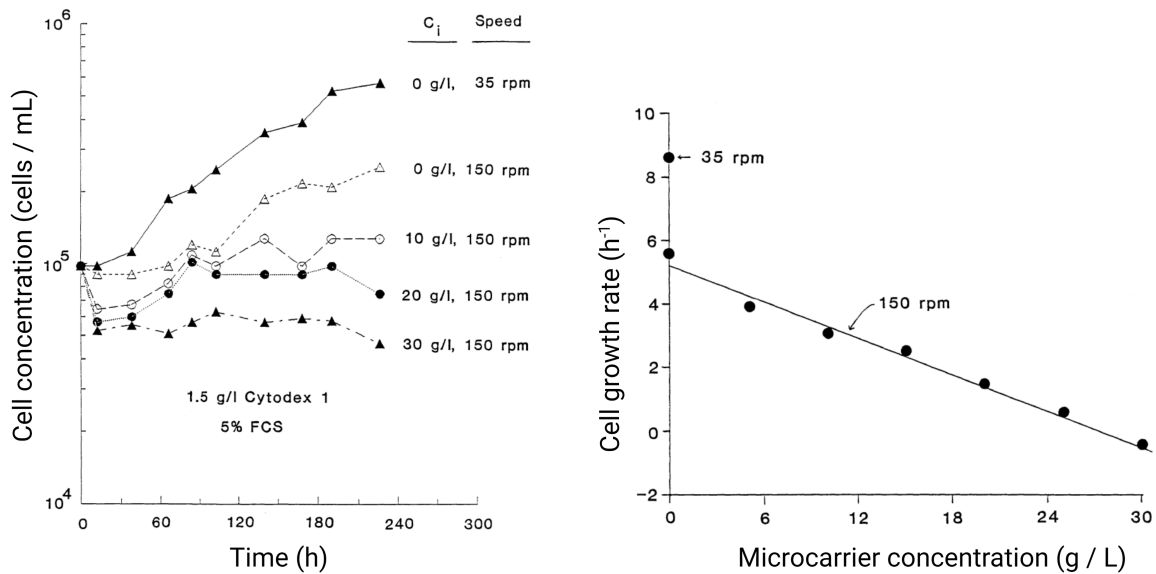 10⁶
10⁵
10⁴
Cell concentration (cells / mL)
C_i Speed
0 g/l, 35 rpm
0 g/l, 150 rpm
10 g/l, 150 rpm
20 g/l, 150 rpm
30 g/l, 150 rpm
1.5 g/l Cytodex 1
5% FCS
0 60 120 180 240 300
Time (h)
10
8
6
4
2
0
−2
Cell growth rate (h⁻¹)
← 35 rpm
150 rpm
0 6 12 18 24 30
Microcarrier concentration (g / L)